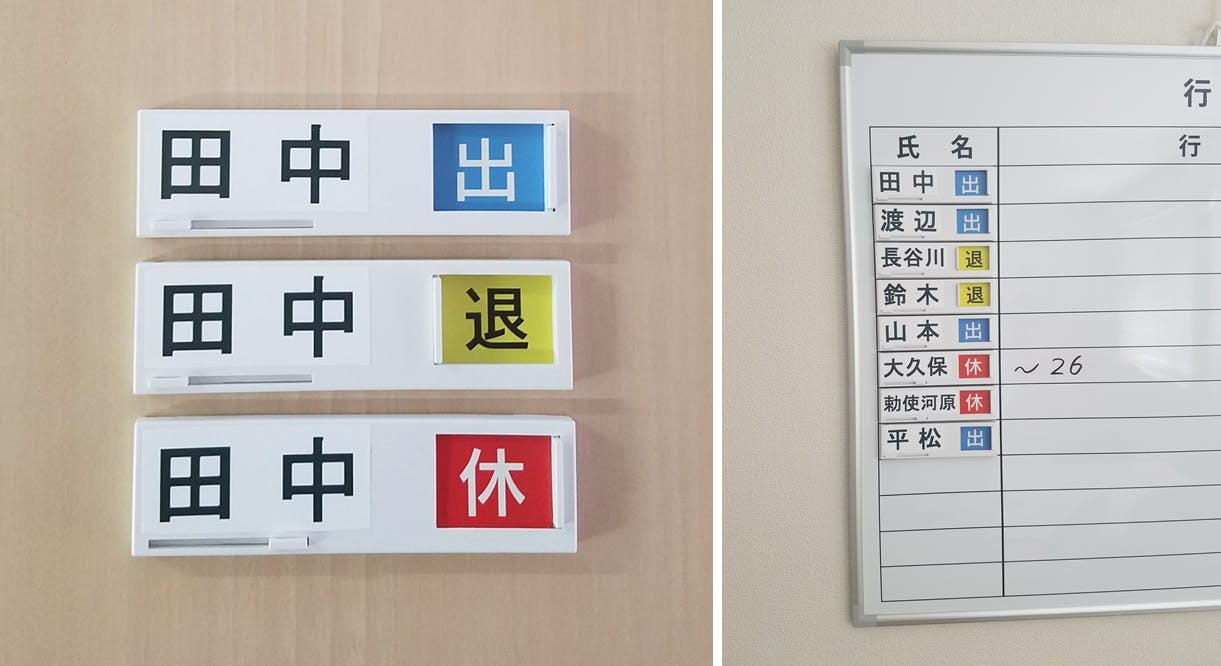 田中 出
田中 退
田中 休
行
氏名 行
田中 出
渡辺 出
長谷川 退
鈴木 退
山本 出
大久保 休 ～26
勅使河原 休
平松 出